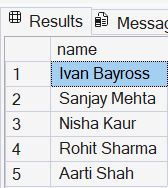 Results Messag
name
1 Ivan Bayross
2 Sanjay Mehta
3 Nisha Kaur
4 Rohit Sharma
5 Aarti Shah